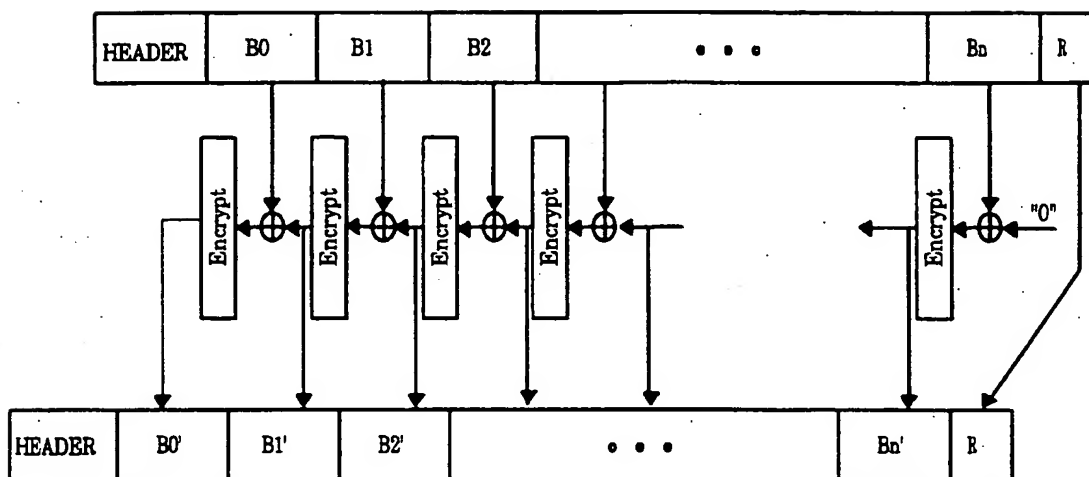 HEADER B0 B1 B2 • • • Bn R
Encrypt Encrypt Encrypt Encrypt Encrypt "0"
HEADER B0' B1' B2' • • • Bn' R